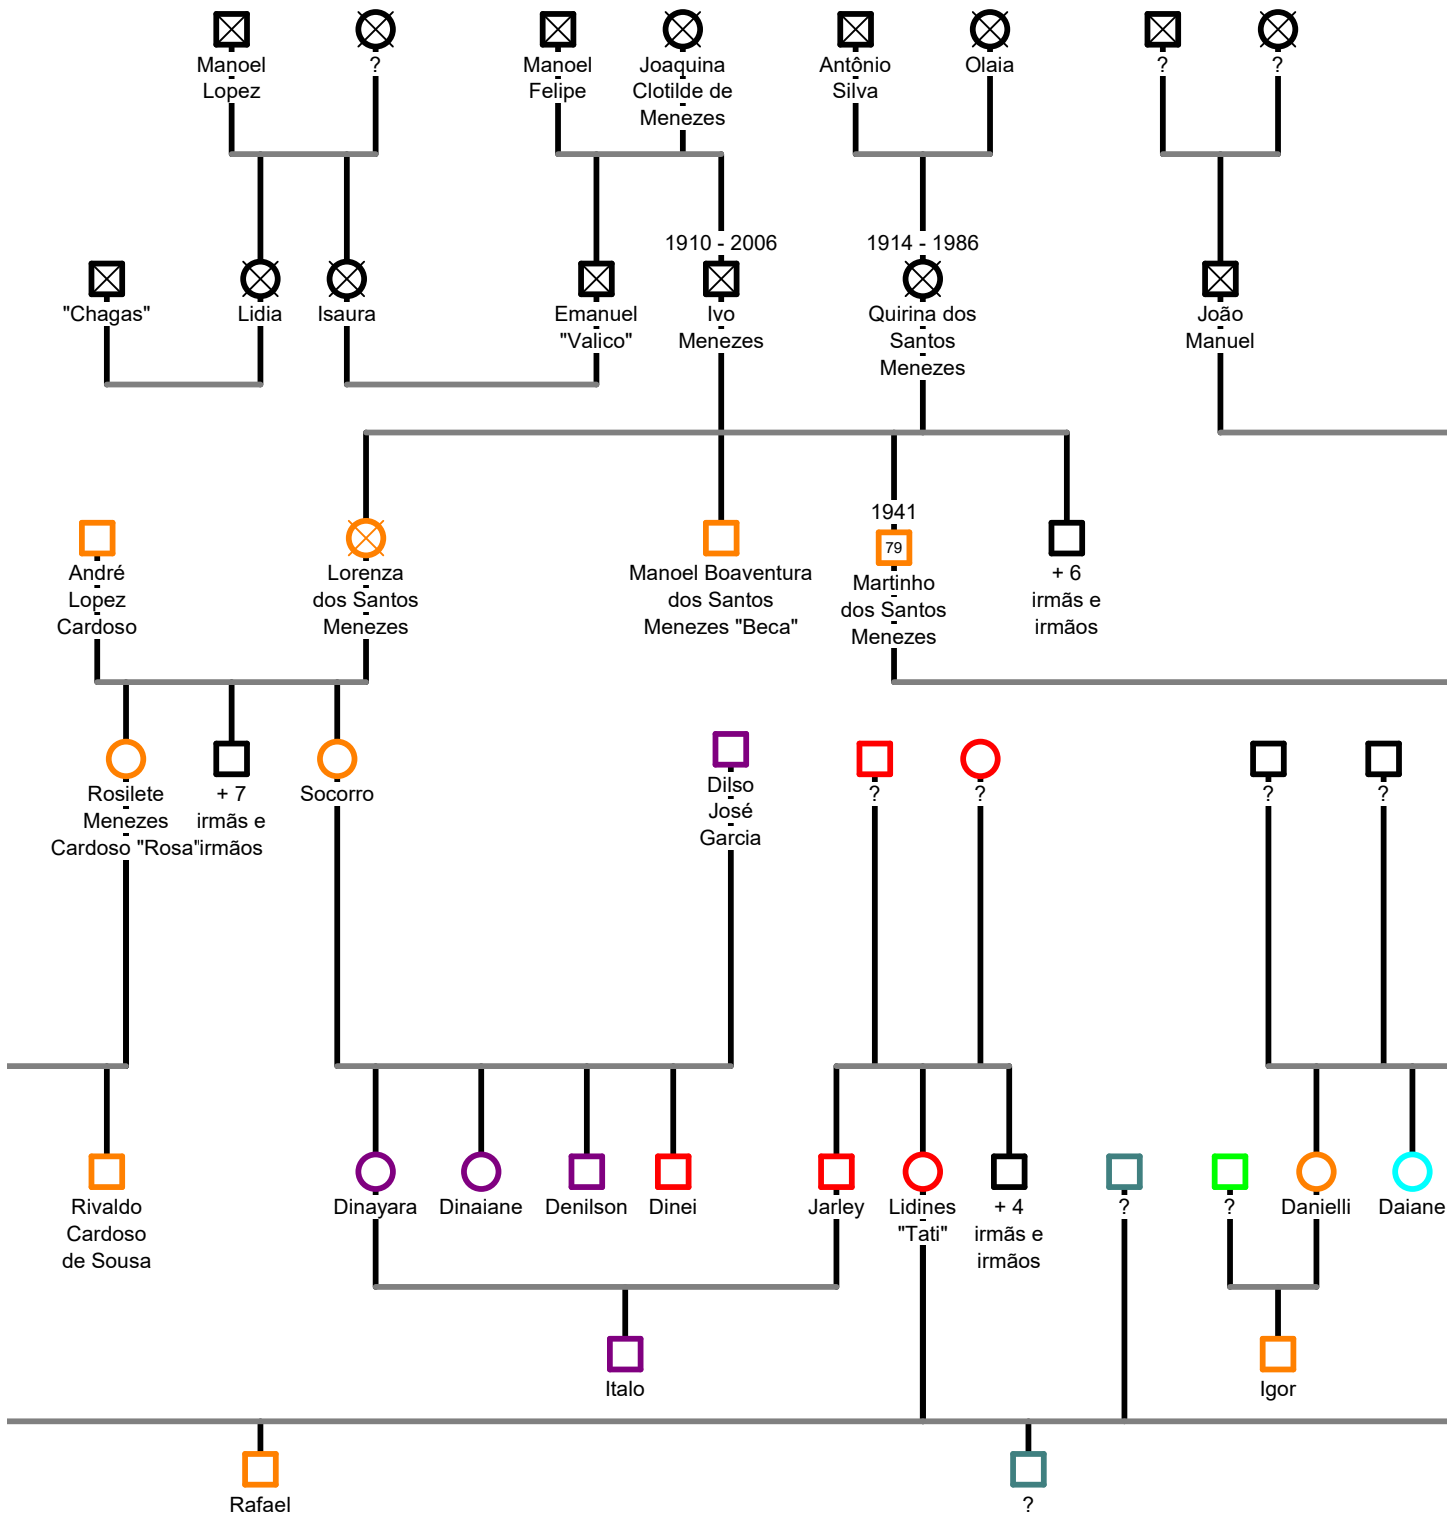 Manoel
Lopez
?
Manoel
Felipe
Joaquina
Clotilde de
Menezes
Antônio
Silva
Olaia
?
?
"Chagas"
Lidia
Isaura
Emanuel
"Valico"
1910 - 2006
Ivo
Menezes
1914 - 1986
Quirina dos
Santos
Menezes
João
Manuel
André
Lopez
Cardoso
Lorenza
dos Santos
Menezes
Manoel Boaventura
dos Santos
Menezes "Beca"
1941
79
Martinho
dos Santos
Menezes
+ 6
irmãs e
irmãos
Rosilete
Menezes
Cardoso "Rosa"
+ 7
irmãs e
irmãos
Socorro
Dilso
José
Garcia
?
?
?
?
Rivaldo
Cardoso
de Sousa
Dinayara
Dinaiane
Denilson
Dinei
Jarley
Lidines
"Tati"
+ 4
irmãs e
irmãos
?
?
Danielli
Daiane
Italo
Igor
Rafael
?